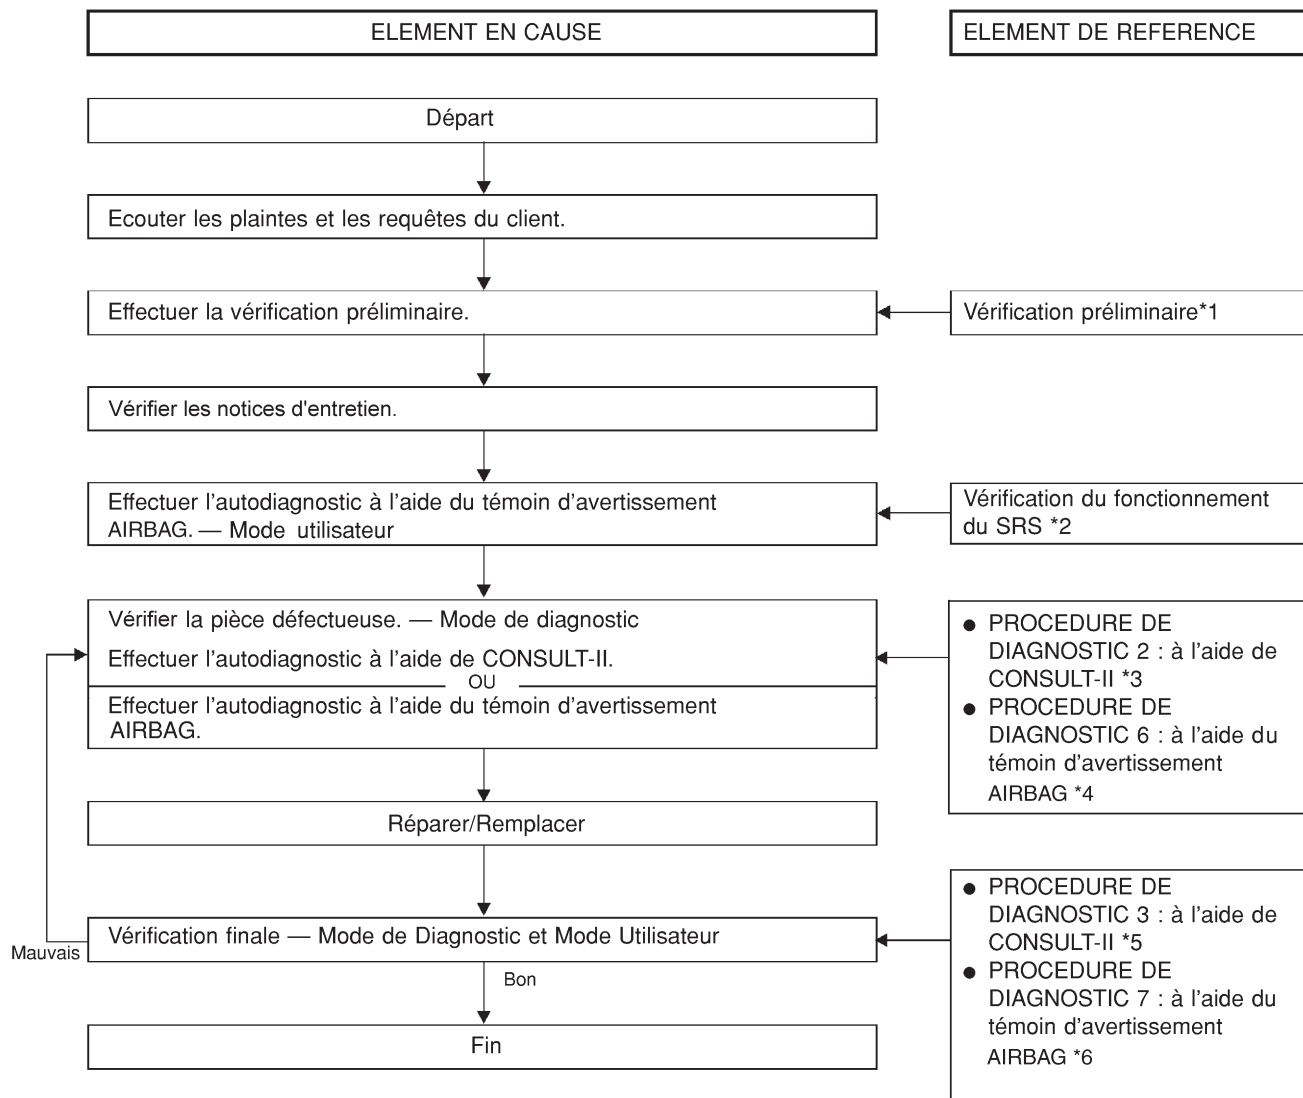 ELEMENT EN CAUSE
ELEMENT DE REFERENCE
Départ
Ecouter les plaintes et les requêtes du client.
Effectuer la vérification préliminaire.
Vérification préliminaire*1
Vérifier les notices d'entretien.
Effectuer l'autodiagnostic à l'aide du témoin d'avertissement
AIRBAG. — Mode utilisateur
Vérification du fonctionnement
du SRS *2
Vérifier la pièce défectueuse. — Mode de diagnostic
Effectuer l'autodiagnostic à l'aide de CONSULT-II.
OU
Effectuer l'autodiagnostic à l'aide du témoin d'avertissement
AIRBAG.
● PROCEDURE DE
DIAGNOSTIC 2 : à l'aide de
CONSULT-II *3
● PROCEDURE DE
DIAGNOSTIC 6 : à l'aide du
témoin d'avertissement
AIRBAG *4
Réparer/Remplacer
Vérification finale — Mode de Diagnostic et Mode Utilisateur
Mauvais
Bon
● PROCEDURE DE
DIAGNOSTIC 3 : à l'aide de
CONSULT-II *5
● PROCEDURE DE
DIAGNOSTIC 7 : à l'aide du
témoin d'avertissement
AIRBAG *6
Fin